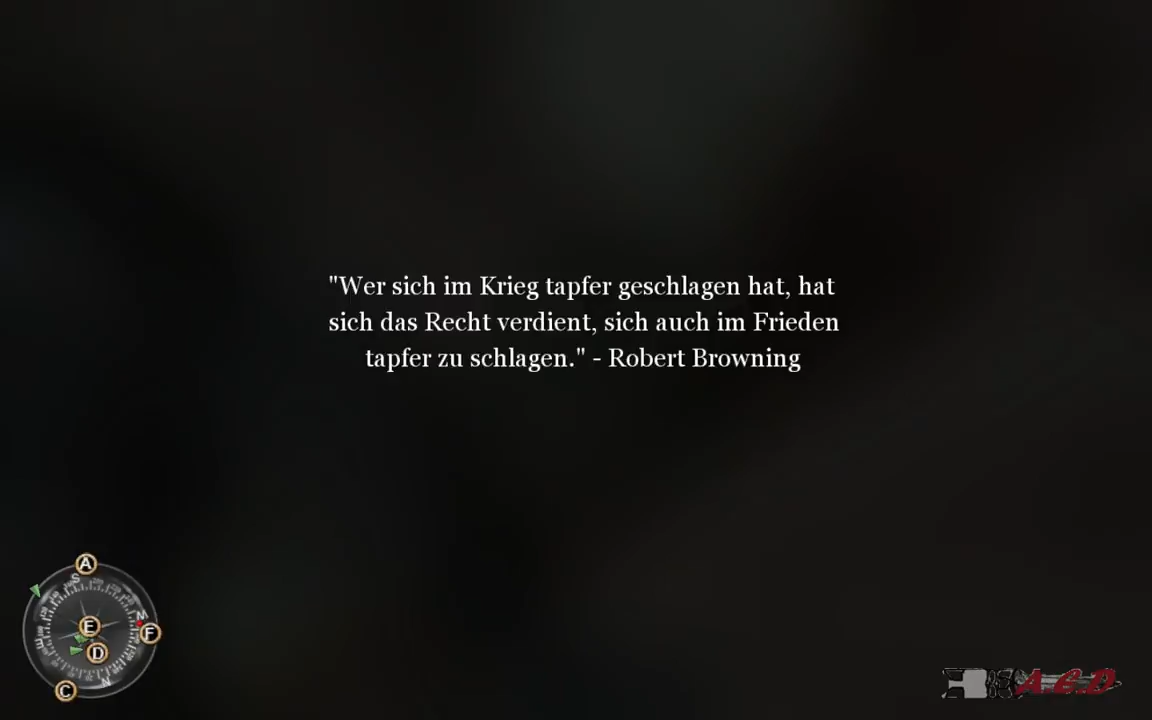 "Wer sich im Krieg tapfer geschlagen hat, hat
sich das Recht verdient, sich auch im Frieden
tapfer zu schlagen." - Robert Browning
A
S
N
E
F
D
N
C
A.C.D